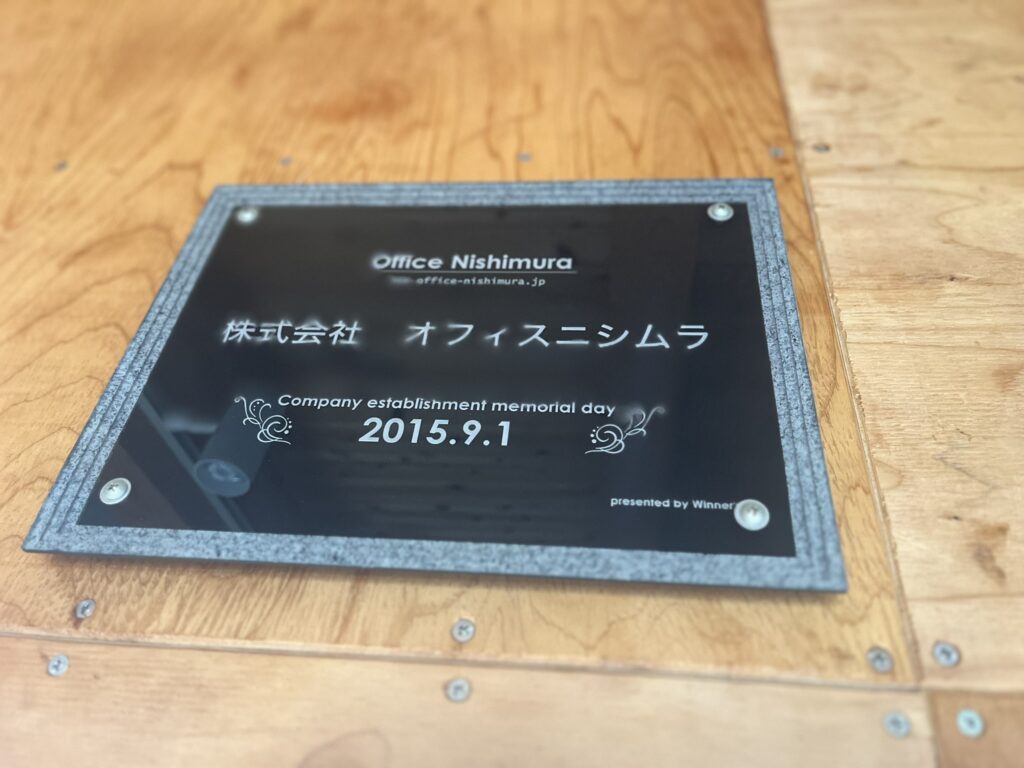 Office Nishimura
office-nishimura.jp
株式会社　オフィスニシムラ
Company establishment memorial day
2015.9.1
presented by Winner